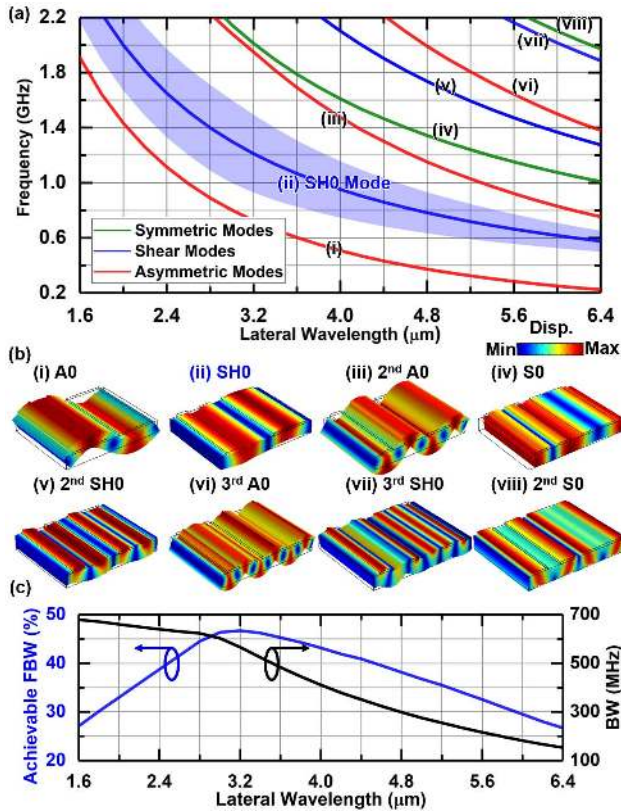 (a)
2.2
1.8
1.4
1.0
0.6
0.2
Frequency (GHz)
(viii)
(vii)
(v)
(vi)
(iii)
(iv)
(ii) SH0 Mode
(i)
Symmetric Modes
Shear Modes
Asymmetric Modes
1.6 2.4 3.2 4.0 4.8 5.6 6.4
Lateral Wavelength (μm)
Disp.
Min Max
(b)
(i) A0 (ii) SH0 (iii) 2nd A0 (iv) S0
(v) 2nd SH0 (vi) 3rd A0 (vii) 3rd SH0 (viii) 2nd S0
(c)
50
40
30
20
Achievable FBW (%)
700
500
300
100
BW (MHz)
1.6 2.4 3.2 4.0 4.8 5.6 6.4
Lateral Wavelength (μm)